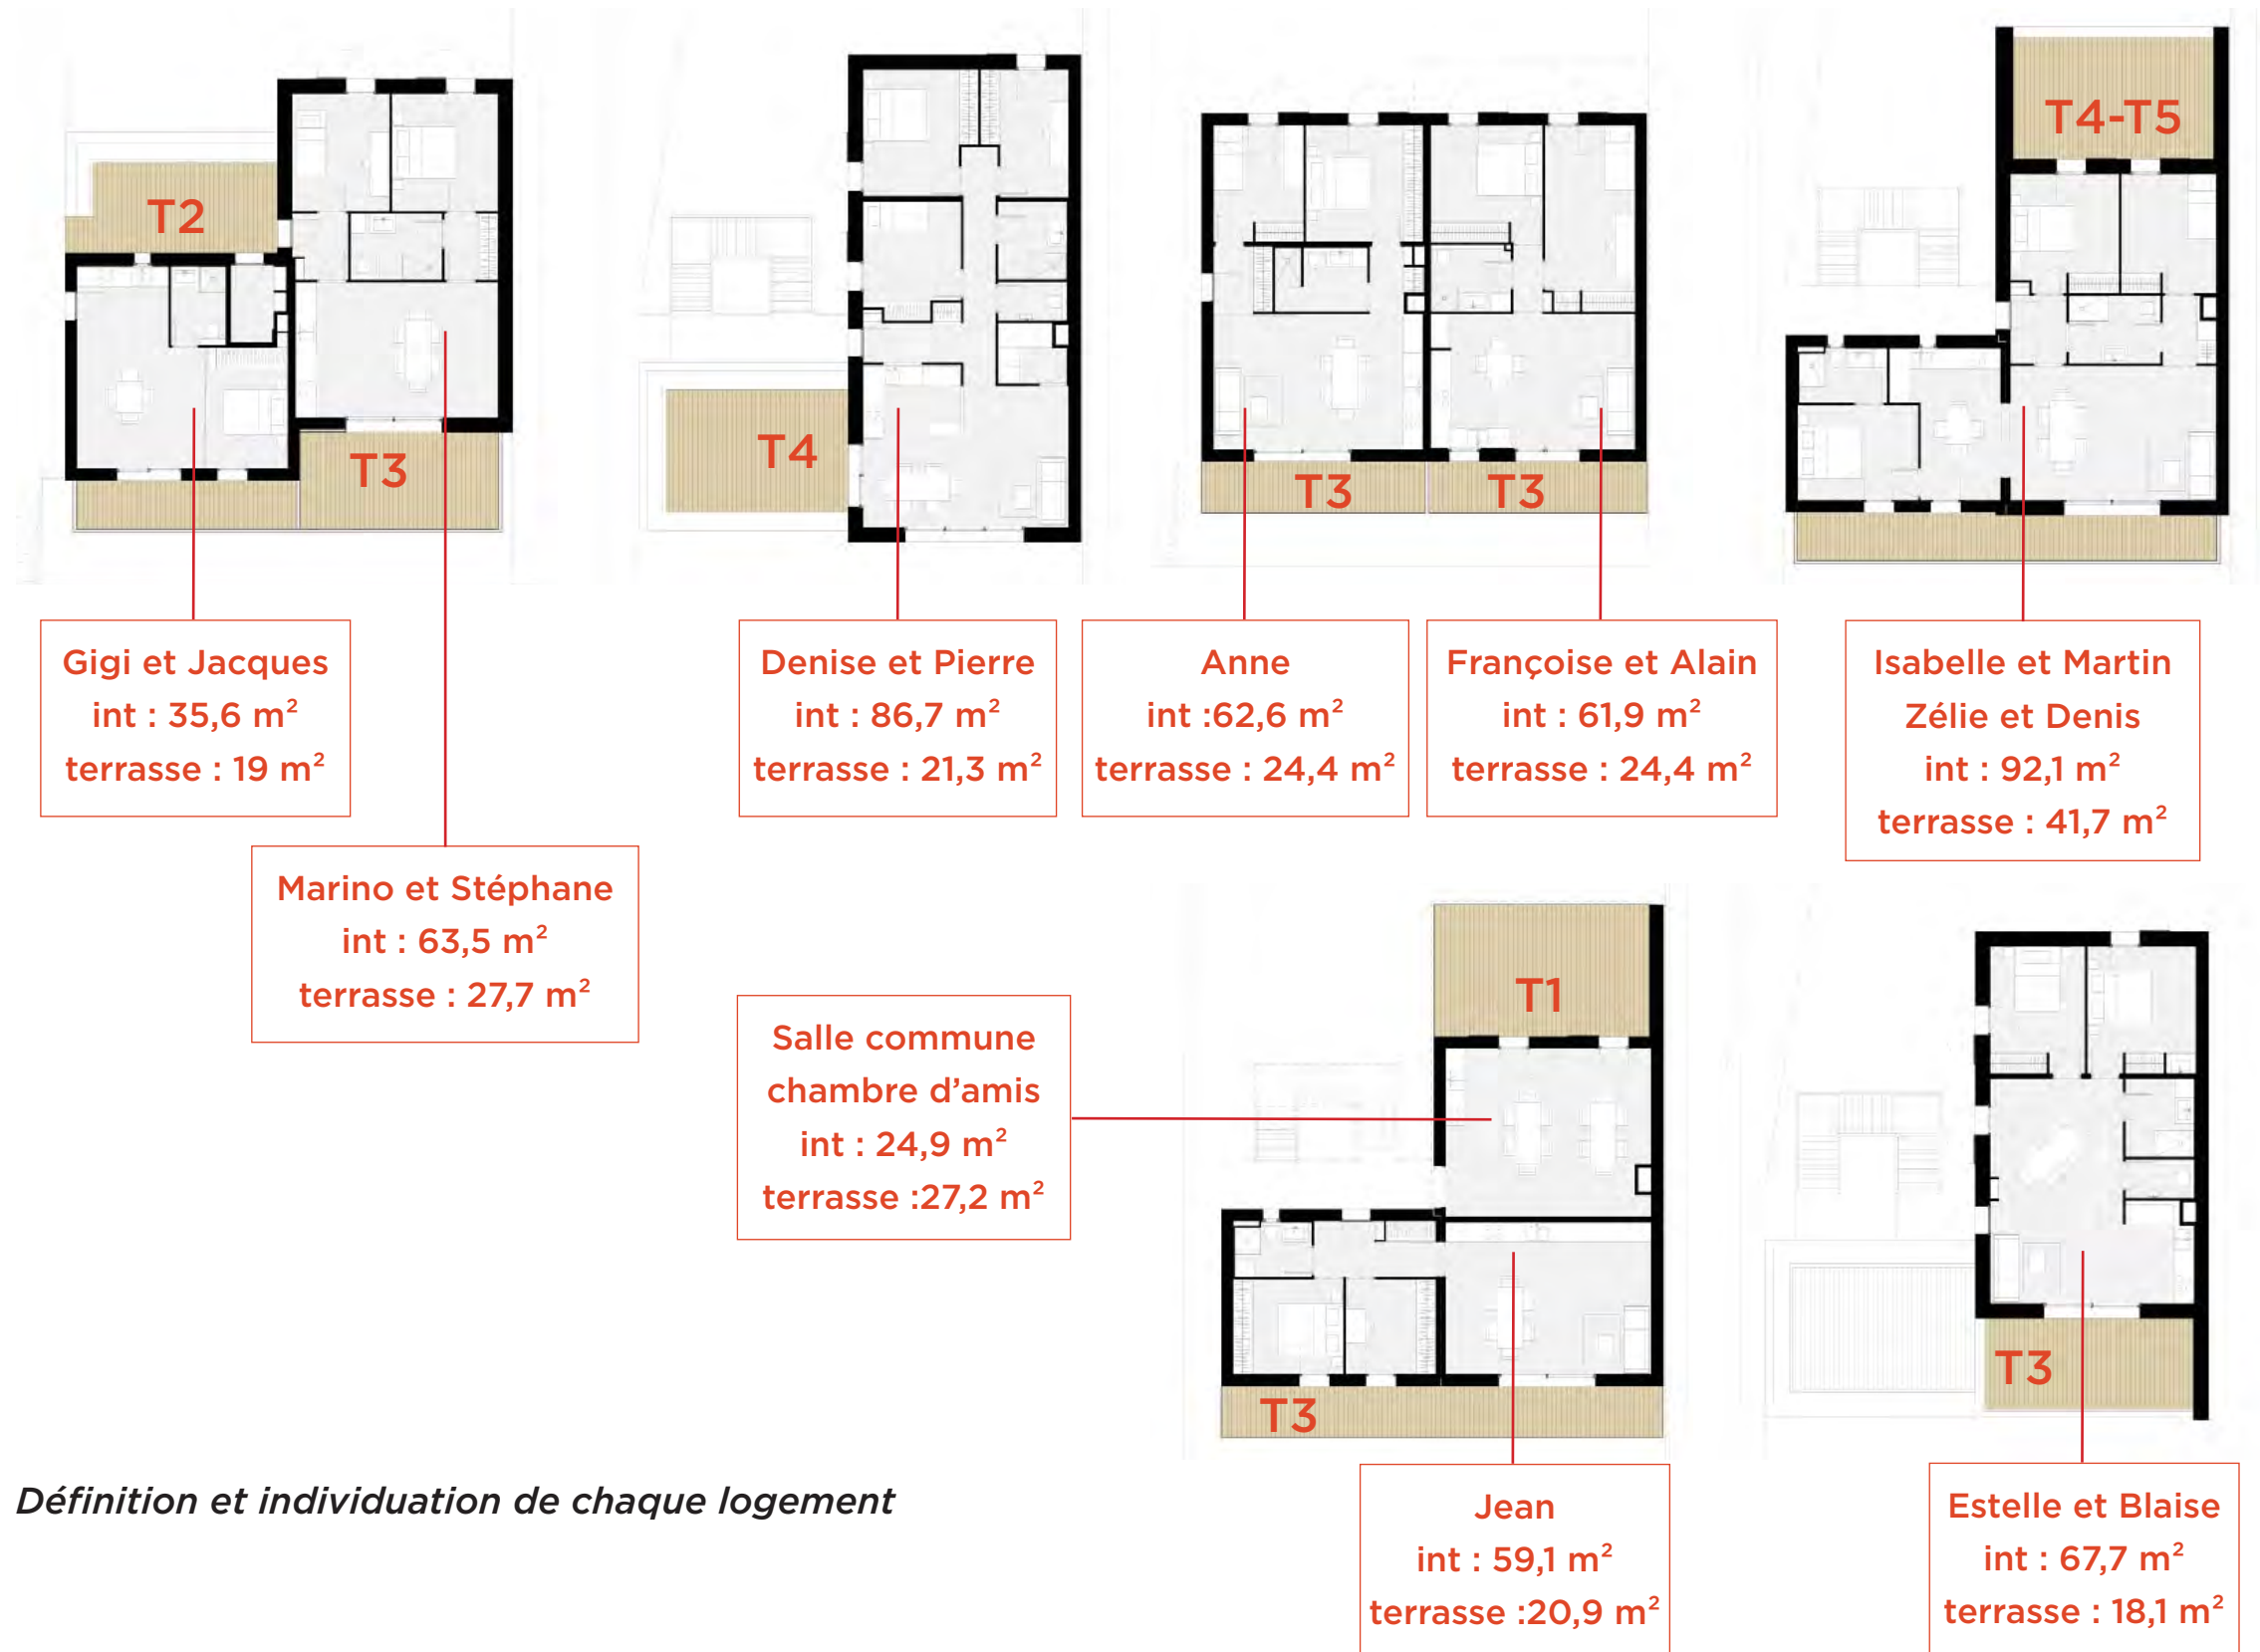 T2
T3
T4
T3
T3
T4-T5
Gigi et Jacques
int : 35,6 m²
terrasse : 19 m²
Marino et Stéphane
int : 63,5 m²
terrasse : 27,7 m²
Denise et Pierre
int : 86,7 m²
terrasse : 21,3 m²
Anne
int :62,6 m²
terrasse : 24,4 m²
Françoise et Alain
int : 61,9 m²
terrasse : 24,4 m²
Isabelle et Martin
Zélie et Denis
int : 92,1 m²
terrasse : 41,7 m²
Salle commune
chambre d'amis
int : 24,9 m²
terrasse :27,2 m²
T1
T3
T3
Jean
int : 59,1 m²
terrasse :20,9 m²
Estelle et Blaise
int : 67,7 m²
terrasse : 18,1 m²
Définition et individuation de chaque logement